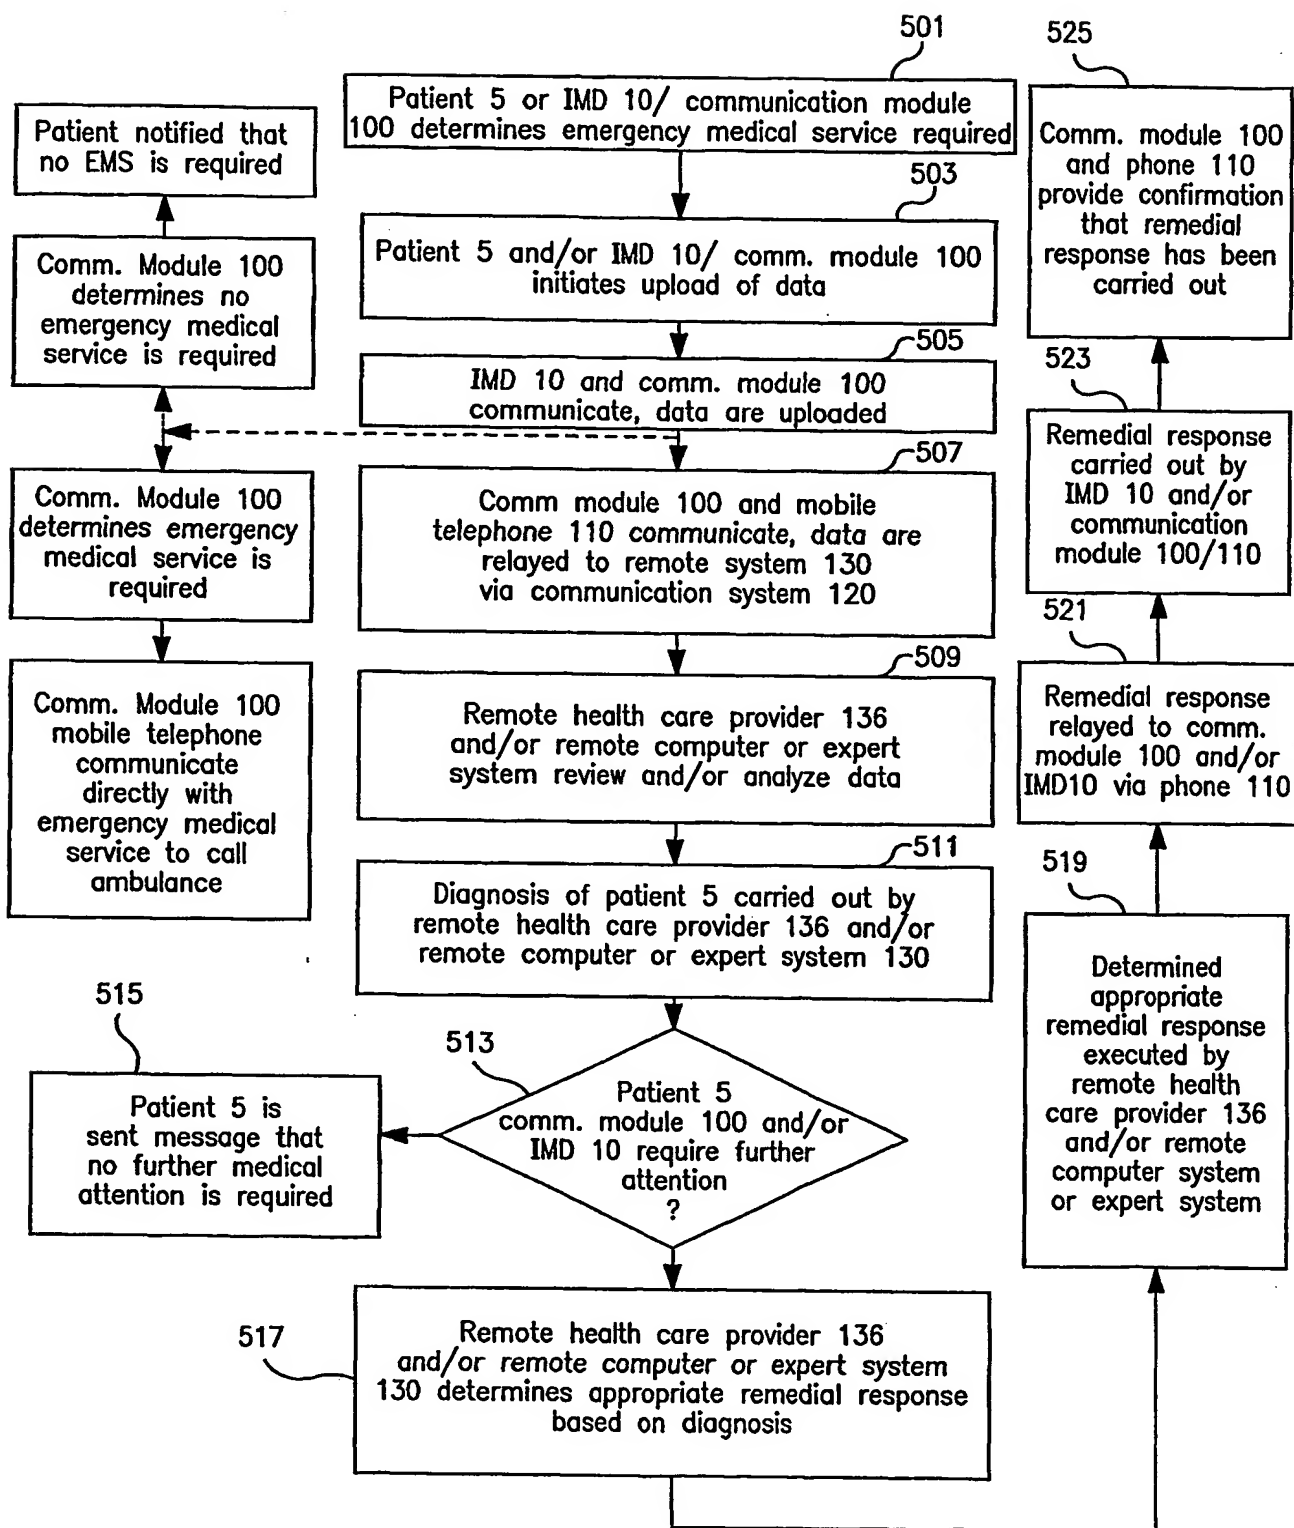 501
Patient 5 or IMD 10/ communication module
100 determines emergency medical service required
503
Patient 5 and/or IMD 10/ comm. module 100
initiates upload of data
505
IMD 10 and comm. module 100
communicate, data are uploaded
Patient notified that
no EMS is required
Comm. Module 100
determines no
emergency medical
service is required
Comm. Module 100
determines emergency
medical service is
required
Comm. Module 100
mobile telephone
communicate
directly with
emergency medical
service to call
ambulance
507
Comm module 100 and mobile
telephone 110 communicate, data are
relayed to remote system 130
via communication system 120
509
Remote health care provider 136
and/or remote computer or expert
system review and/or analyze data
511
Diagnosis of patient 5 carried out by
remote health care provider 136 and/or
remote computer or expert system 130
513
Patient 5
comm. module 100 and/or
IMD 10 require further
attention
?
515
Patient 5 is
sent message that
no further medical
attention is required
517
Remote health care provider 136
and/or remote computer or expert system
130 determines appropriate remedial response
based on diagnosis
519
Determined
appropriate
remedial response
executed by
remote health
care provider 136
and/or remote
computer system
or expert system
521
Remedial response
relayed to comm.
module 100 and/or
IMD10 via phone 110
523
Remedial response
carried out by
IMD 10 and/or
communication
module 100/110
525
Comm. module 100
and phone 110
provide confirmation
that remedial
response has been
carried out